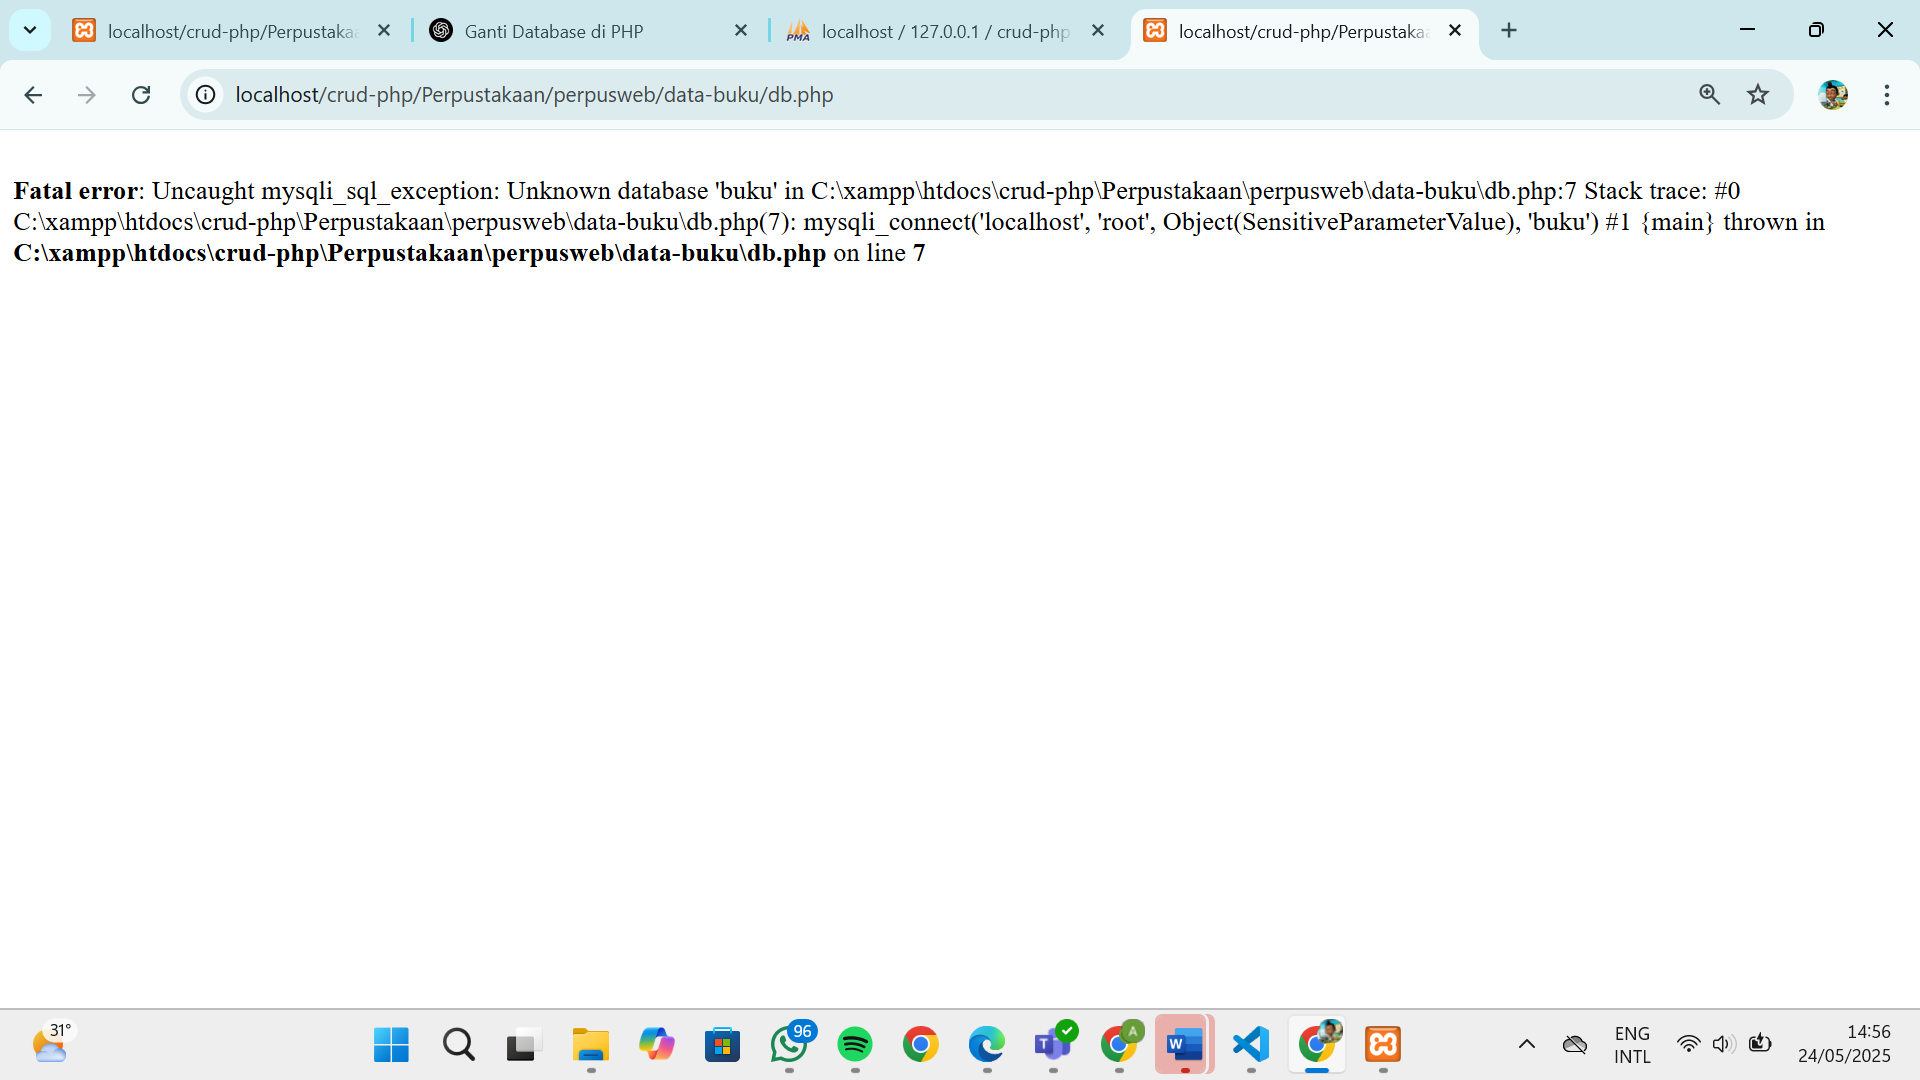 localhost/crud-php/Perpustakaa
Ganti Database di PHP
PMA
localhost / 127.0.0.1 / crud-php
localhost/crud-php/Perpustakaa
localhost/crud-php/Perpustakaan/perpusweb/data-buku/db.php
Fatal error: Uncaught mysqli_sql_exception: Unknown database 'buku' in C:\xampp\htdocs\crud-php\Perpustakaan\perpusweb\data-buku\db.php:7 Stack trace: #0
C:\xampp\htdocs\crud-php\Perpustakaan\perpusweb\data-buku\db.php(7): mysqli_connect('localhost', 'root', Object(SensitiveParameterValue), 'buku') #1 {main} thrown in
C:\xampp\htdocs\crud-php\Perpustakaan\perpusweb\data-buku\db.php on line 7
31°
96
T
A
W
ENG
INTL
14:56
24/05/2025